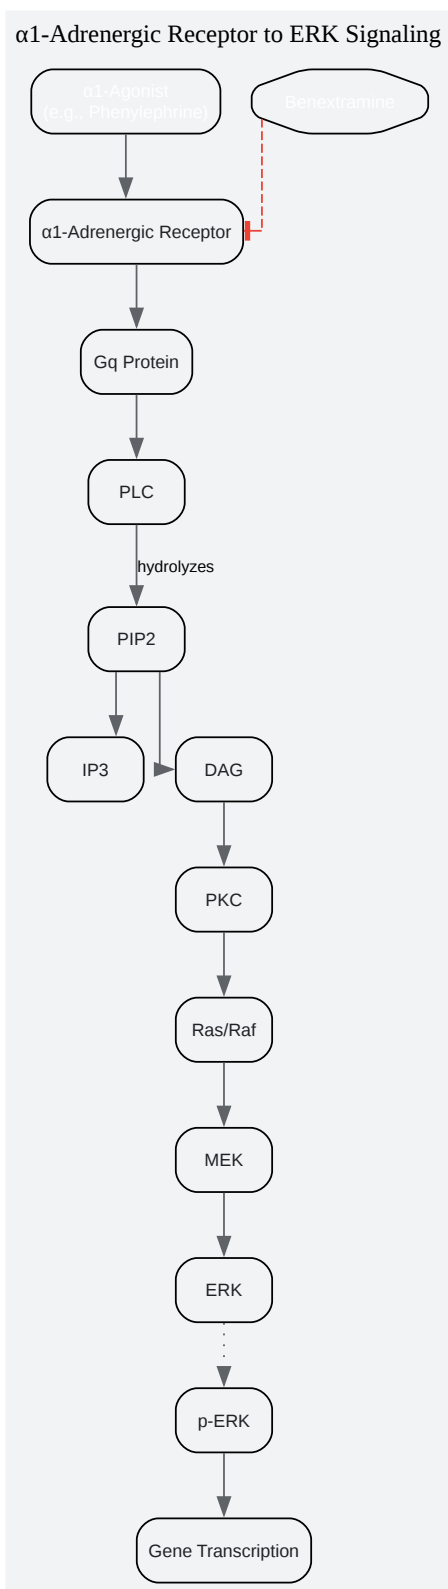 α1-Adrenergic Receptor to ERK Signaling
α1-Agonist
(e.g., Phenylephrine)
Benextramine
α1-Adrenergic Receptor
Gq Protein
PLC
hydrolyzes
PIP2
IP3
DAG
PKC
Ras/Raf
MEK
ERK
p-ERK
Gene Transcription